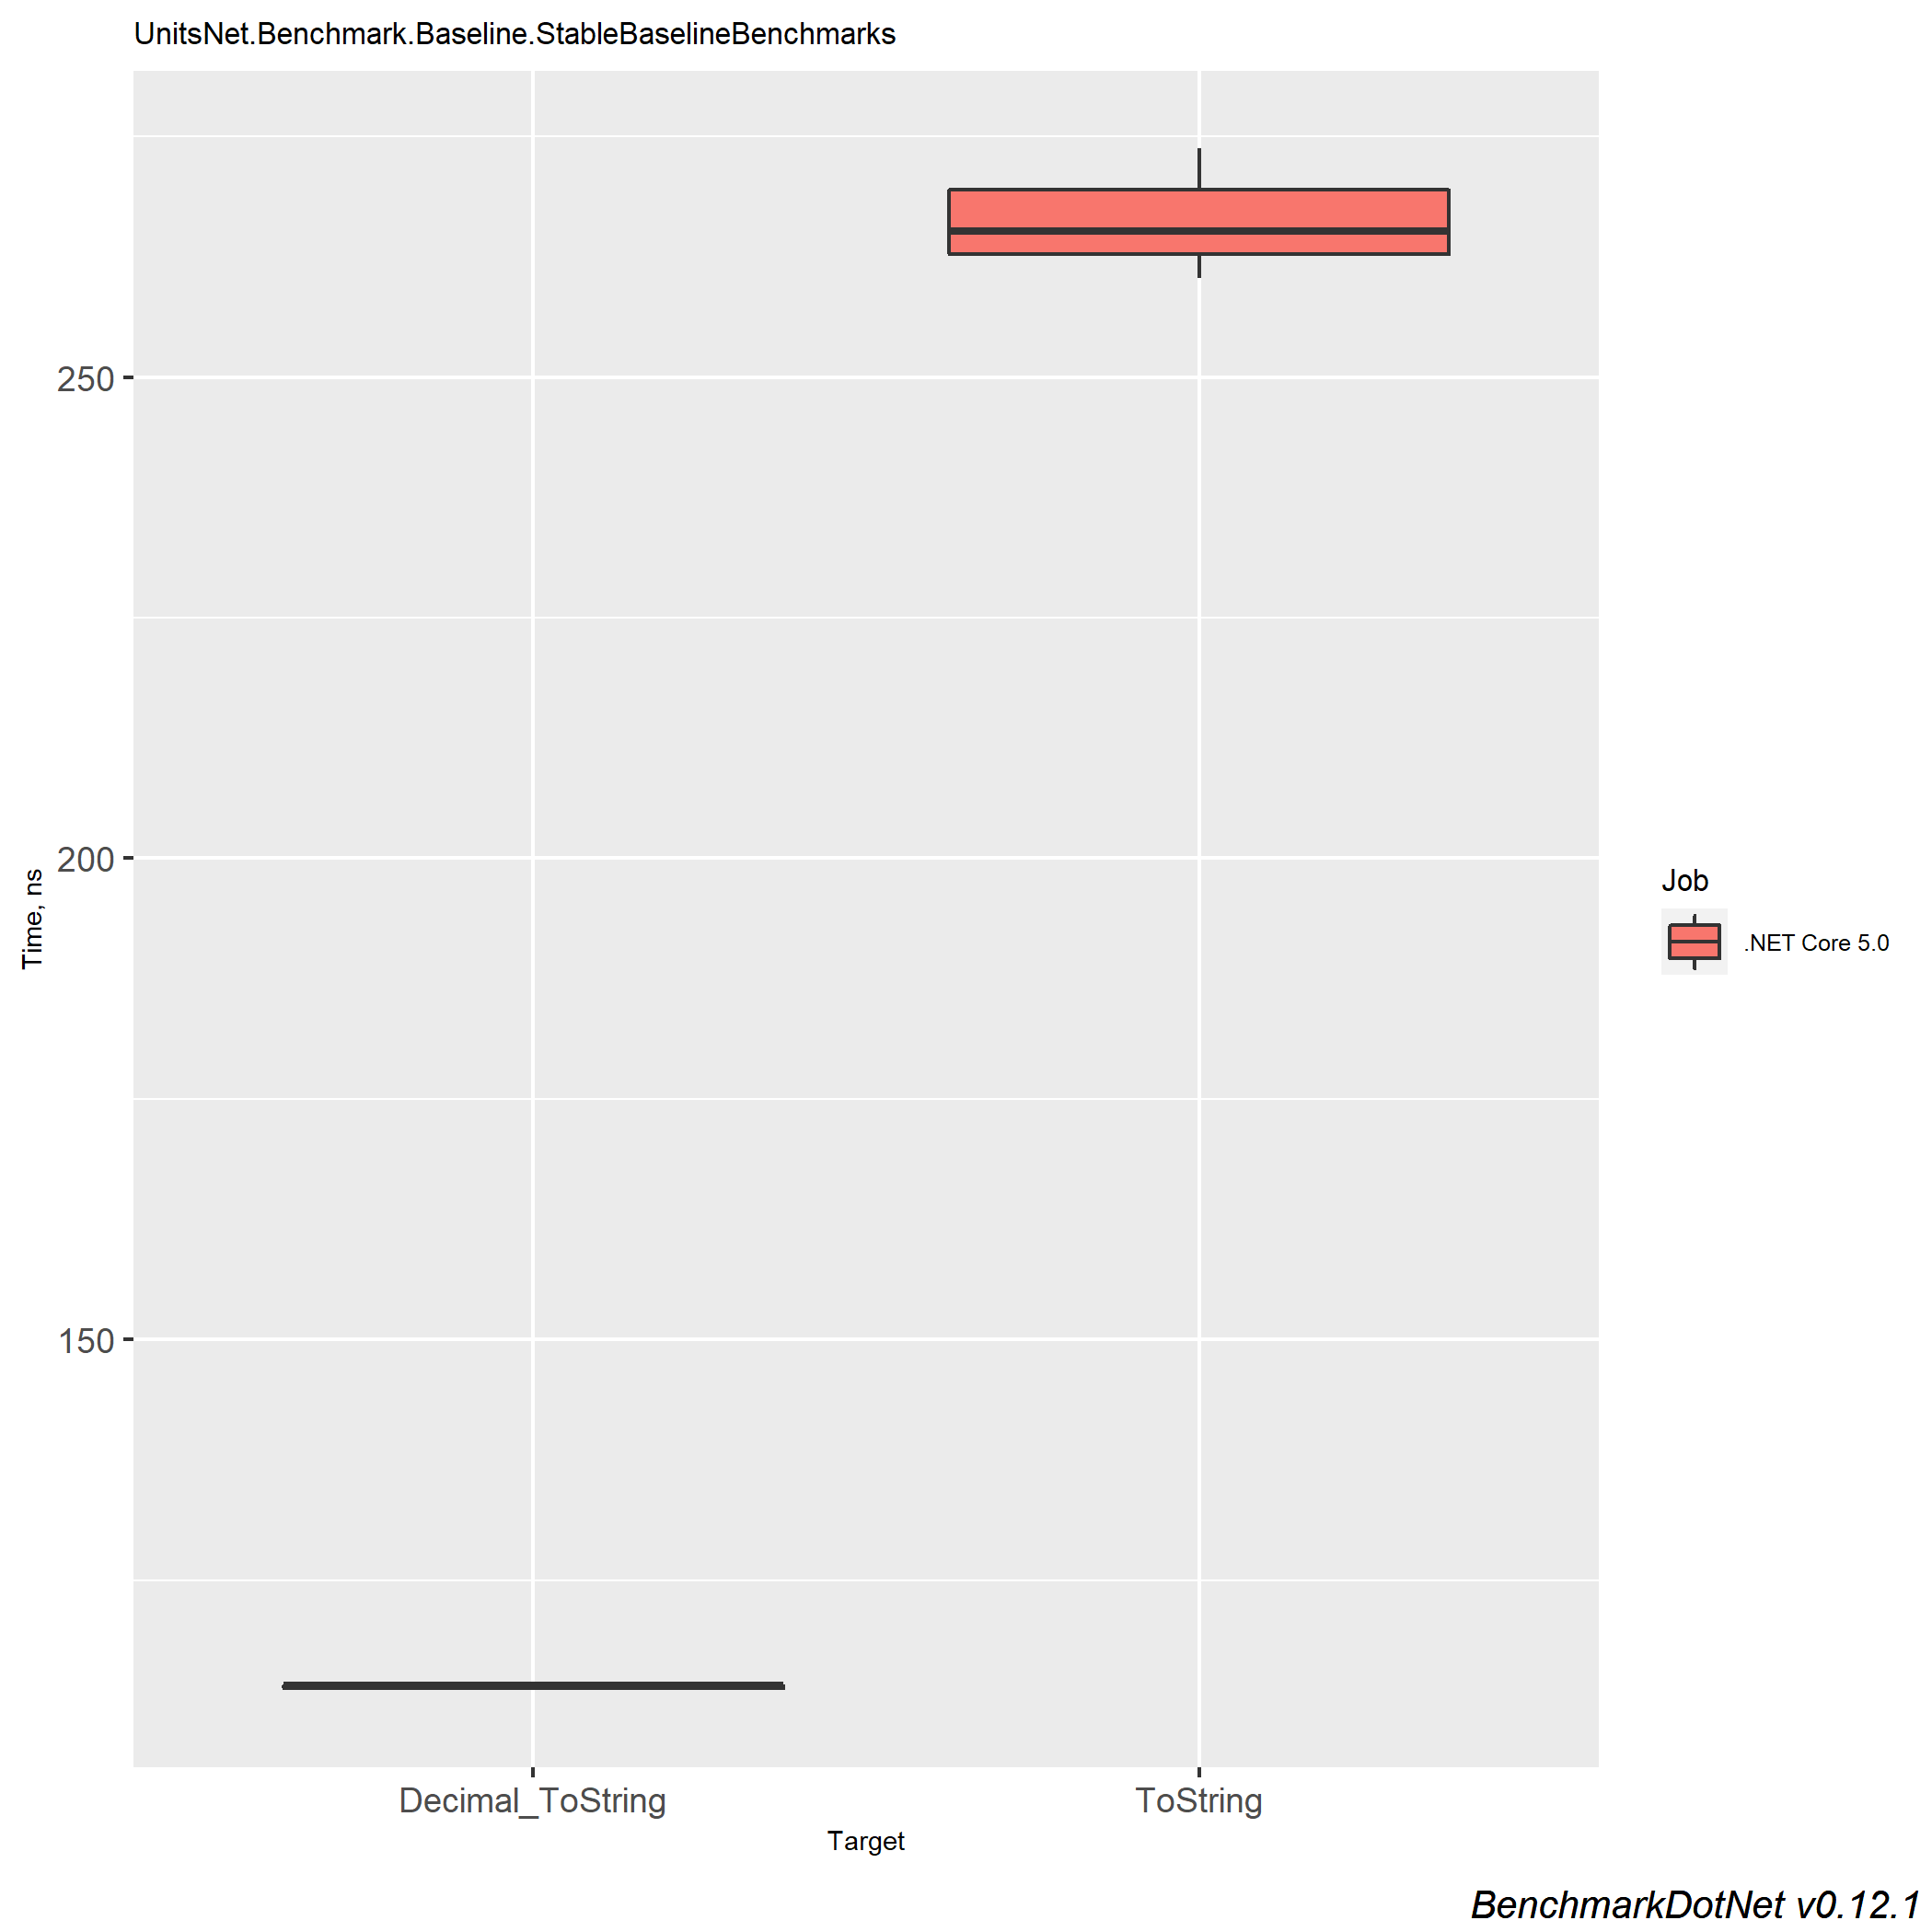 UnitsNet.Benchmark.Baseline.StableBaselineBenchmarks
250
200
150
Time, ns
Decimal_ToString
ToString
Target
Job
.NET Core 5.0
BenchmarkDotNet v0.12.1